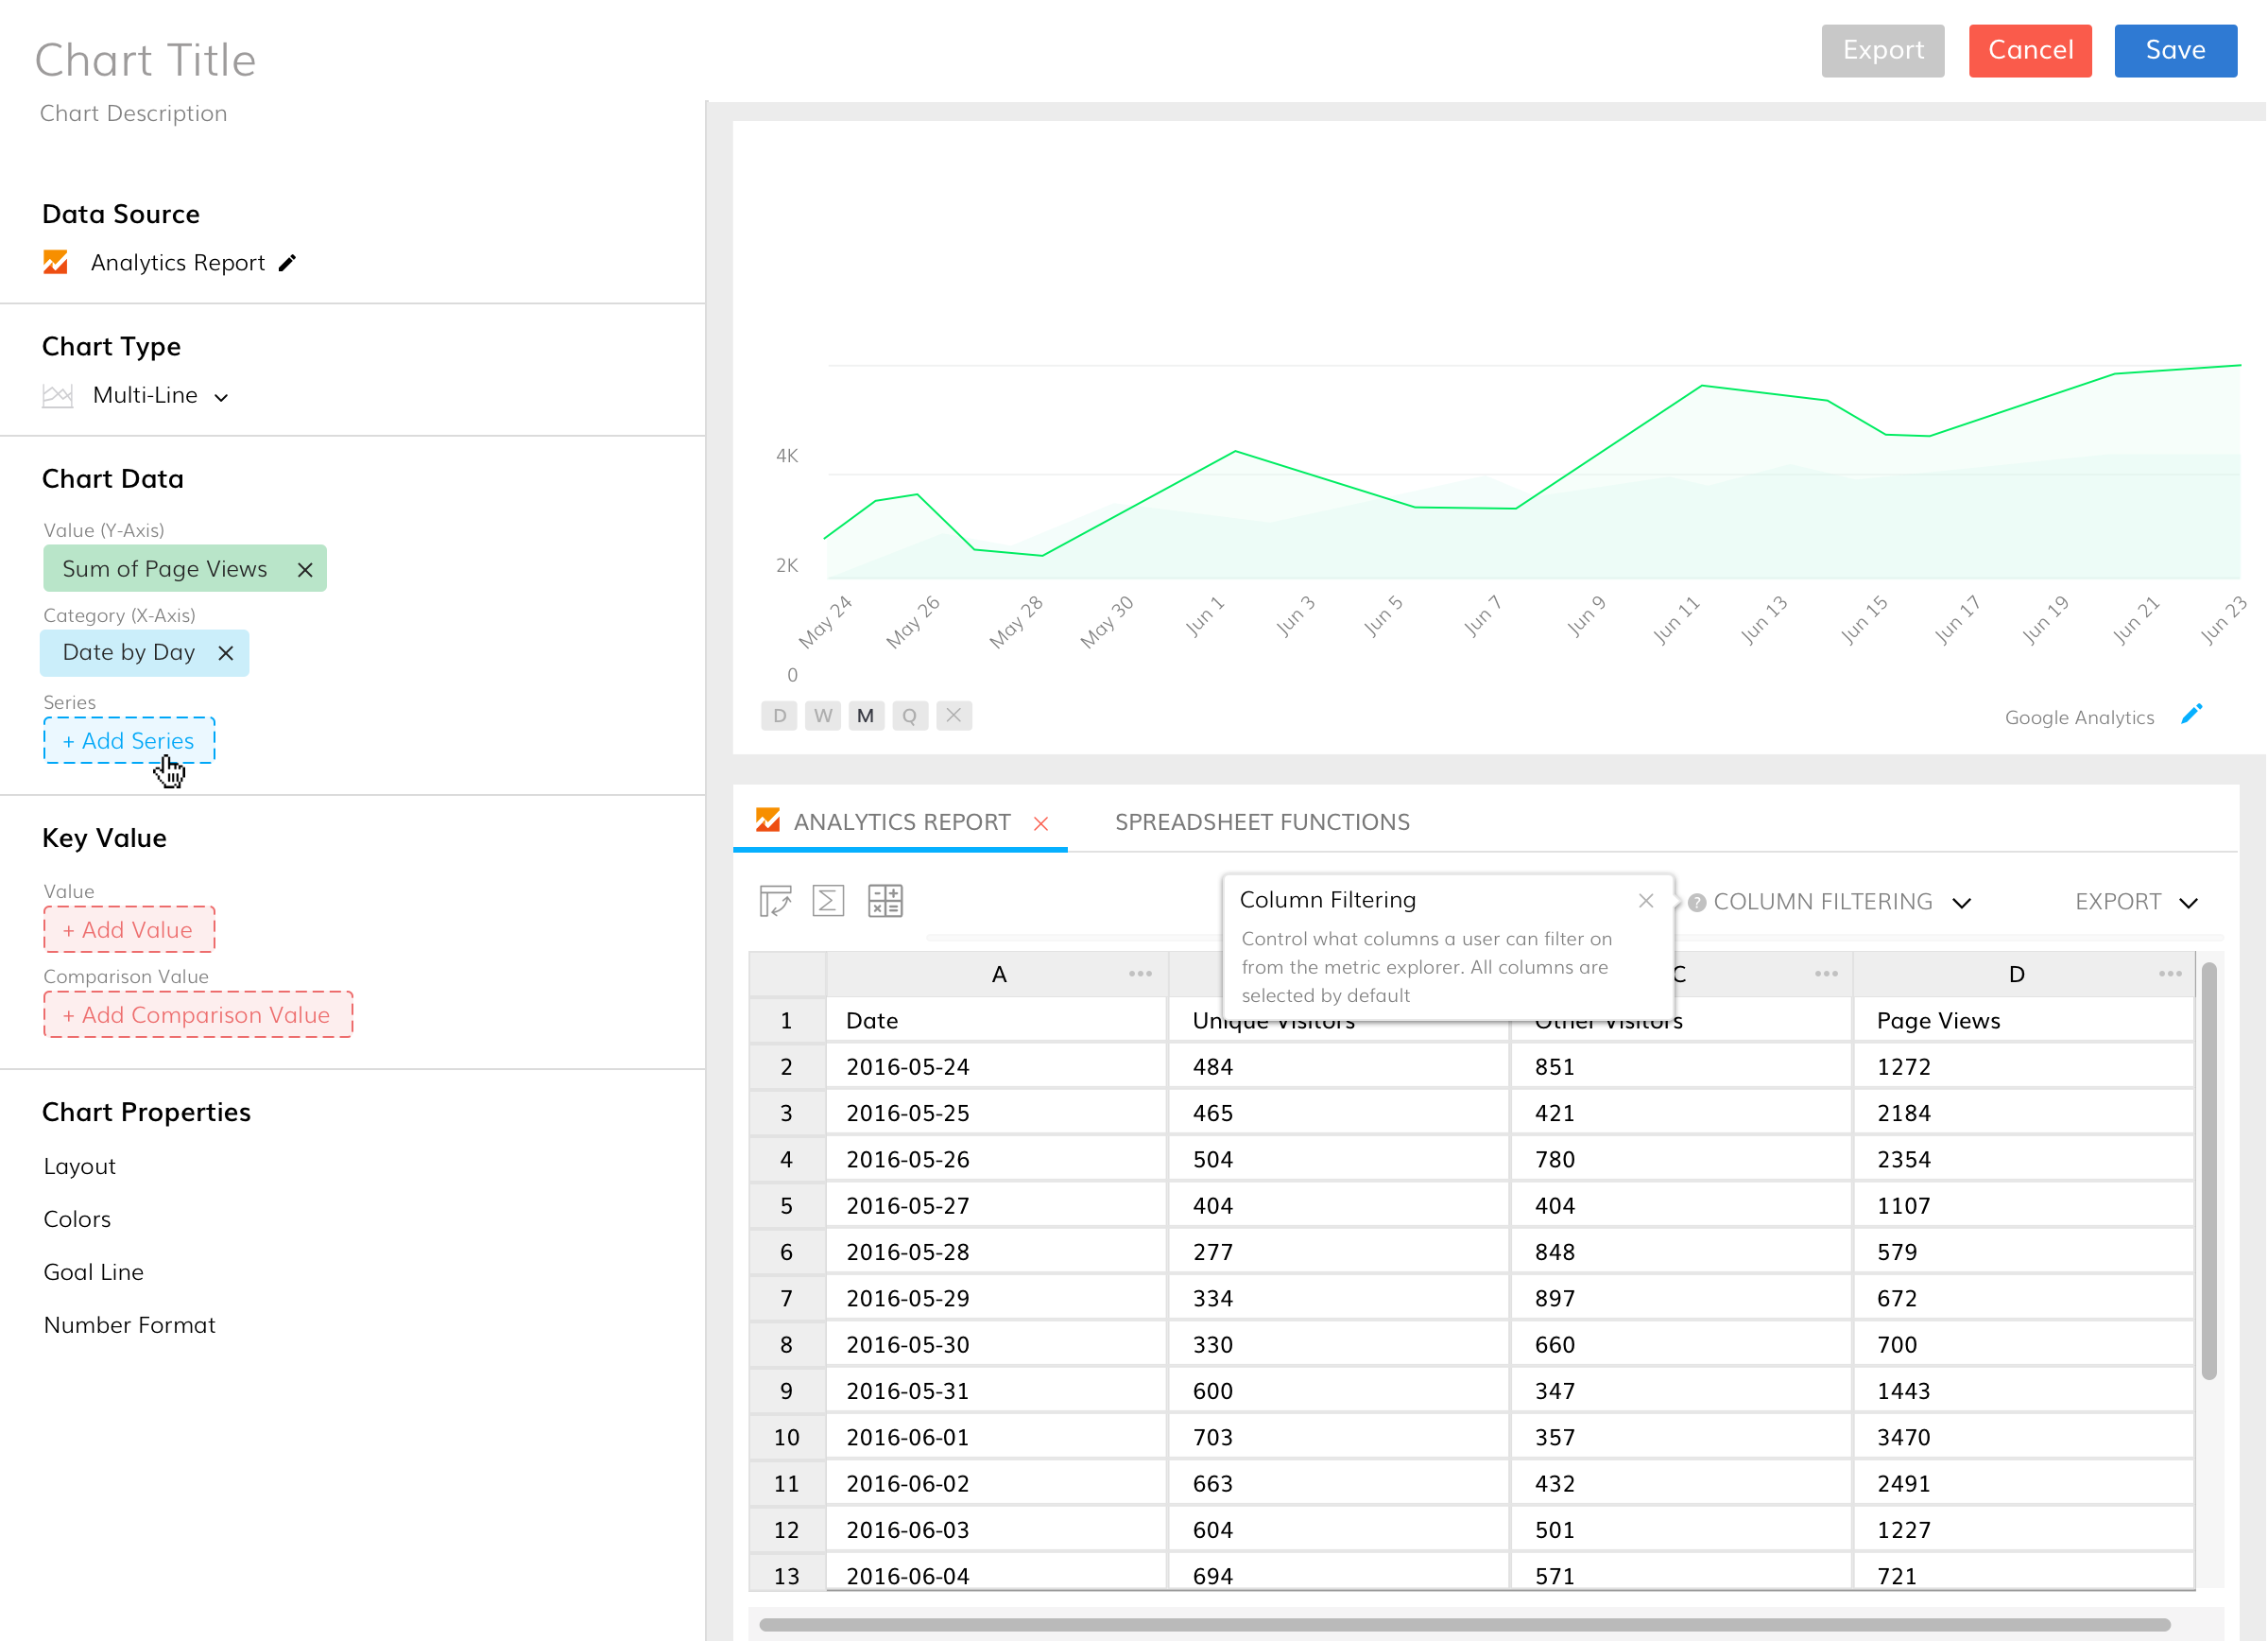 Chart Title
Chart Description
Export
Cancel
Save
Data Source
Analytics Report
Chart Type
Multi-Line
Chart Data
Value (Y-Axis)
Sum of Page Views
Category (X-Axis)
Date by Day
Series
+ Add Series
Key Value
Value
+ Add Value
Comparison Value
+ Add Comparison Value
Chart Properties
Layout
Colors
Goal Line
Number Format
4K
2K
0
May 24 May 26 May 28 May 30 Jun 1 Jun 3 Jun 5 Jun 7 Jun 9 Jun 11 Jun 13 Jun 15 Jun 17 Jun 19 Jun 21 Jun 23
D W M Q
Google Analytics
ANALYTICS REPORT
SPREADSHEET FUNCTIONS
Column Filtering
Control what columns a user can filter on
from the metric explorer. All columns are
selected by default
? COLUMN FILTERING
EXPORT
A C D
1 Date Unique Visitors Other Visitors Page Views
2 2016-05-24 484 851 1272
3 2016-05-25 465 421 2184
4 2016-05-26 504 780 2354
5 2016-05-27 404 404 1107
6 2016-05-28 277 848 579
7 2016-05-29 334 897 672
8 2016-05-30 330 660 700
9 2016-05-31 600 347 1443
10 2016-06-01 703 357 3470
11 2016-06-02 663 432 2491
12 2016-06-03 604 501 1227
13 2016-06-04 694 571 721